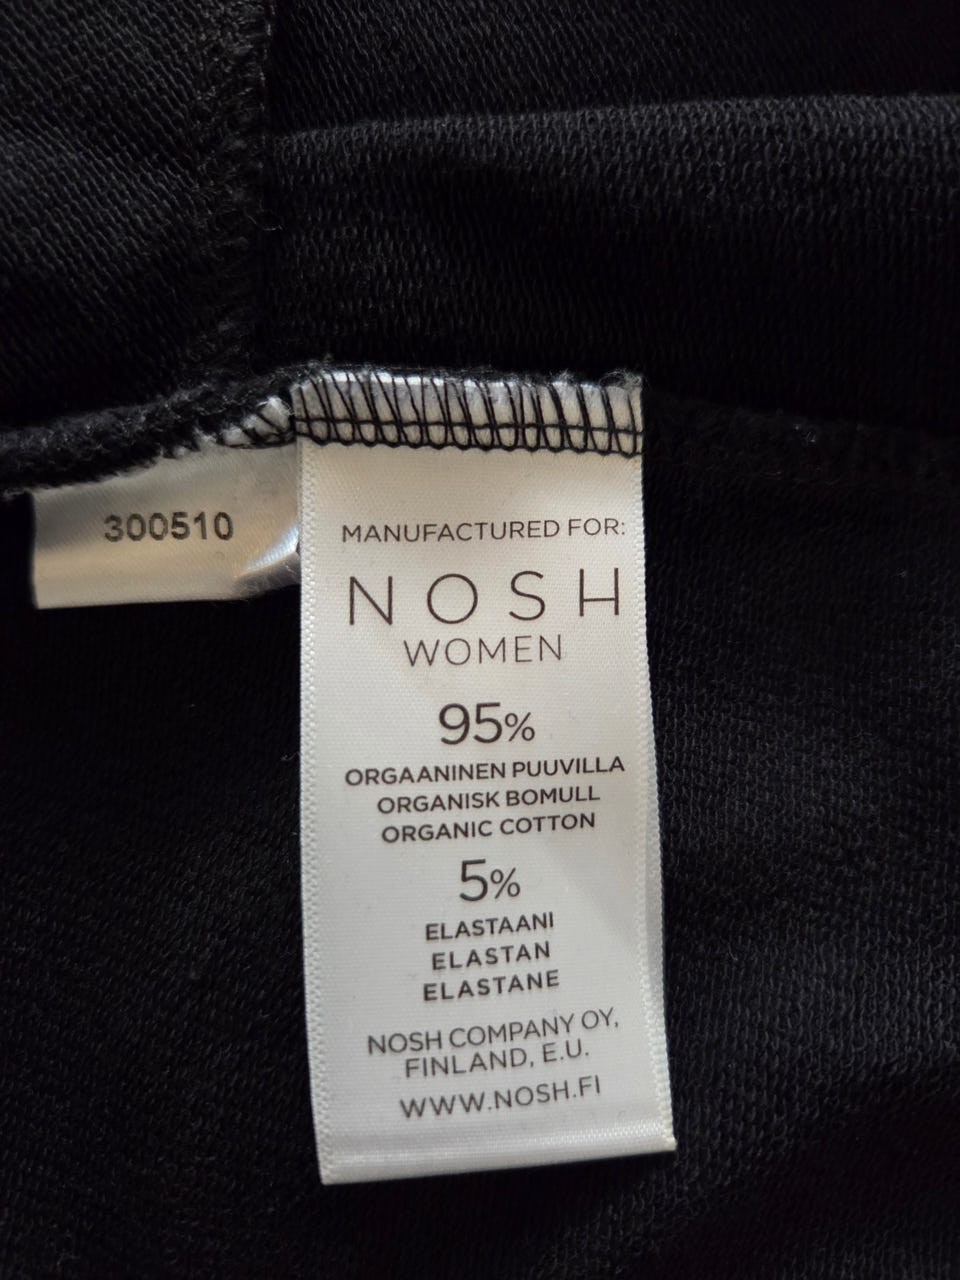 300510
MANUFACTURED FOR:
NOSH
WOMEN
95%
ORGAANINEN PUUVILLA
ORGANISK BOMULL
ORGANIC COTTON
5%
ELASTAANI
ELASTAN
ELASTANE
NOSH COMPANY OY,
FINLAND, E.U.
WWW.NOSH.FI